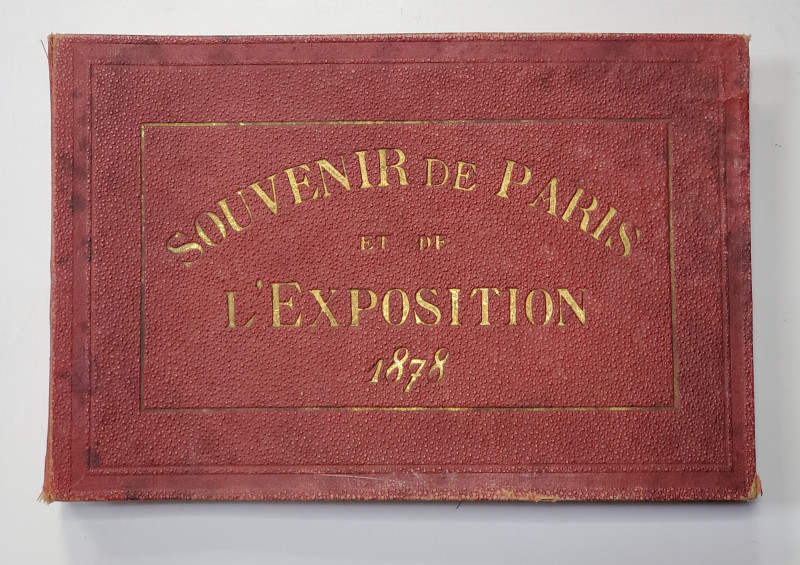 SOUVENIR DE PARIS
ET DE
L'EXPOSITION
1878